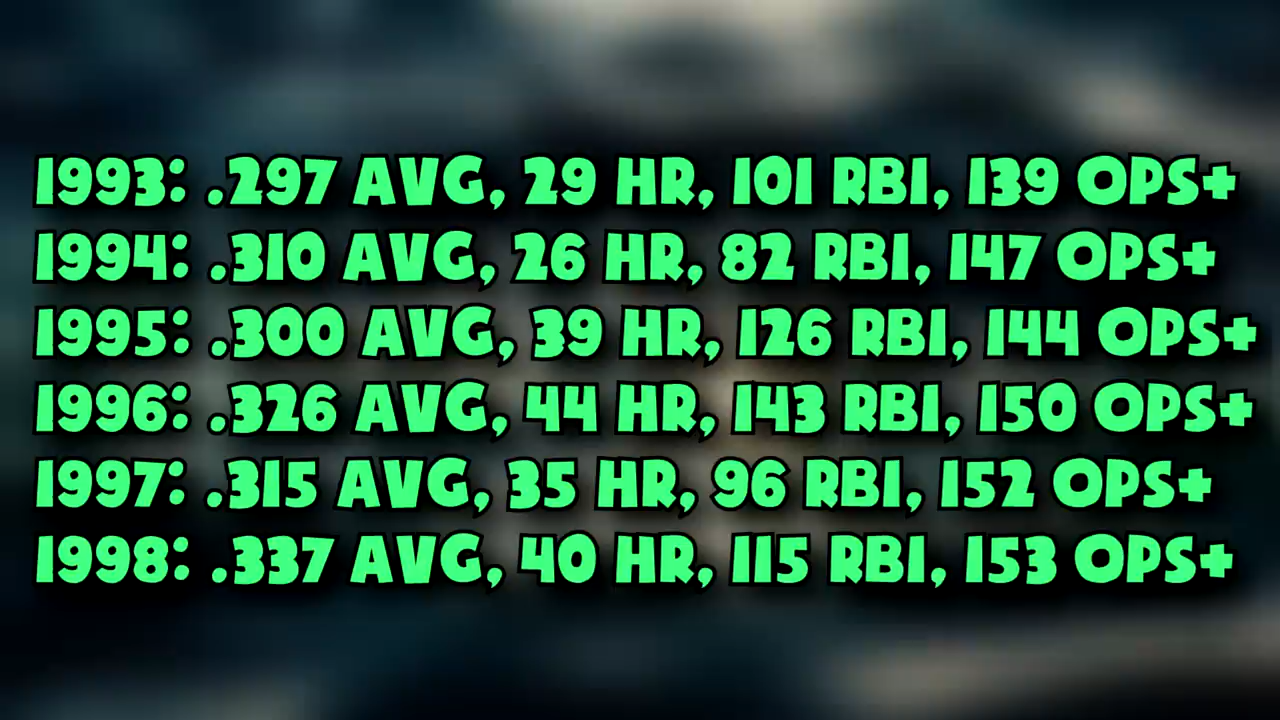 1993: .297 AVG, 29 HR, 101 RBI, 139 OPS+
1994: .310 AVG, 26 HR, 82 RBI, 147 OPS+
1995: .300 AVG, 39 HR, 126 RBI, 144 OPS+
1996: .326 AVG, 44 HR, 143 RBI, 150 OPS+
1997: .315 AVG, 35 HR, 96 RBI, 152 OPS+
1998: .337 AVG, 40 HR, 115 RBI, 153 OPS+